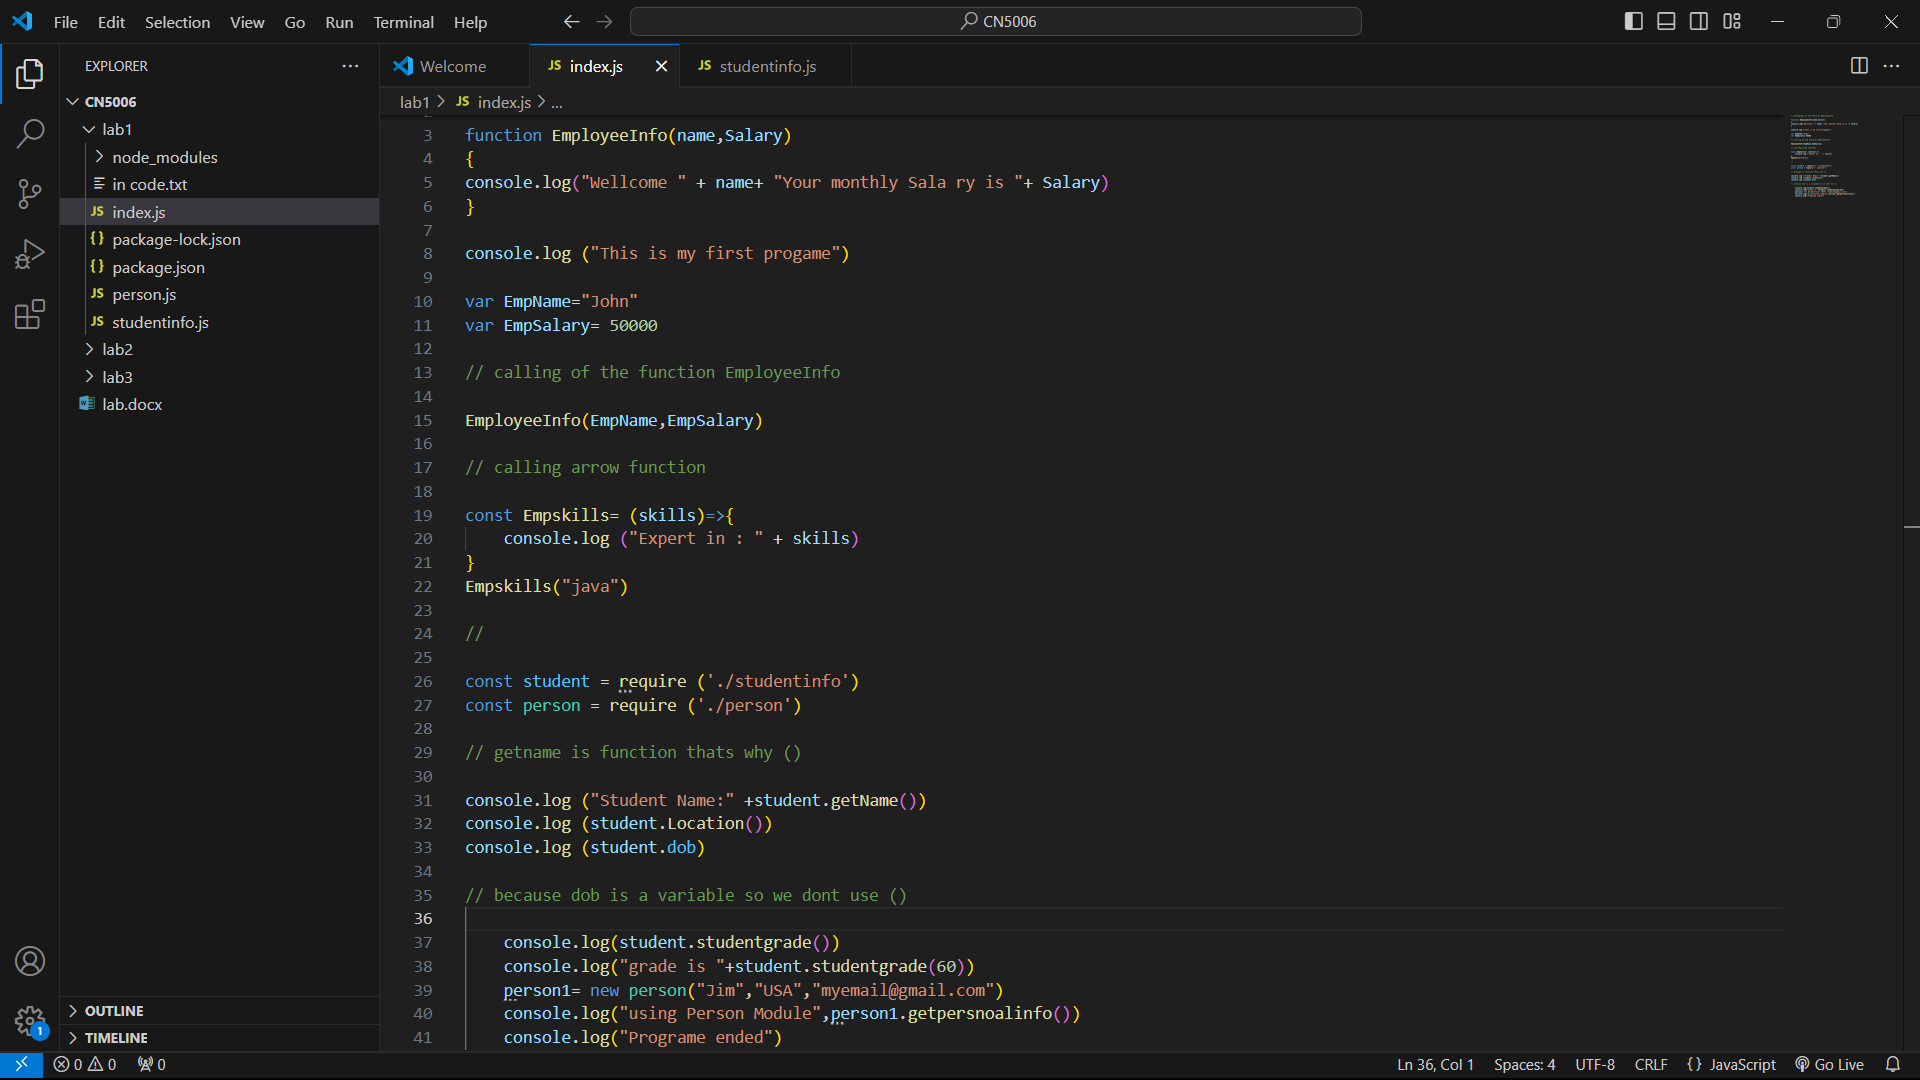 File Edit Selection View Go Run Terminal Help
CN5006
EXPLORER
CN5006
lab1
node_modules
in code.txt
JS index.js
{} package-lock.json
{} package.json
JS person.js
JS studentinfo.js
lab2
lab3
lab.docx
OUTLINE
TIMELINE
1
Welcome
JS index.js
JS studentinfo.js
lab1 > JS index.js > ...
3 function EmployeeInfo(name,Salary)
4 {
5 console.log("Wellcome " + name+ "Your monthly Sala ry is "+ Salary)
6 }
7
8 console.log ("This is my first progame")
9
10 var EmpName="John"
11 var EmpSalary= 50000
12
13 // calling of the function EmployeeInfo
14
15 EmployeeInfo(EmpName,EmpSalary)
16
17 // calling arrow function
18
19 const Empskills= (skills)=>{
20     console.log ("Expert in : " + skills)
21 }
22 Empskills("java")
23
24 //
25
26 const student = require ('./studentinfo')
27 const person = require ('./person')
28
29 // getname is function thats why ()
30
31 console.log ("Student Name:" +student.getName())
32 console.log (student.Location())
33 console.log (student.dob)
34
35 // because dob is a variable so we dont use ()
36
37     console.log(student.studentgrade())
38     console.log("grade is "+student.studentgrade(60))
39     person1= new person("Jim","USA","myemail@gmail.com")
40     console.log("using Person Module",person1.getpersnoalinfo())
41     console.log("Programe ended")
0 0 0
Ln 36, Col 1 Spaces: 4 UTF-8 CRLF {} JavaScript Go Live